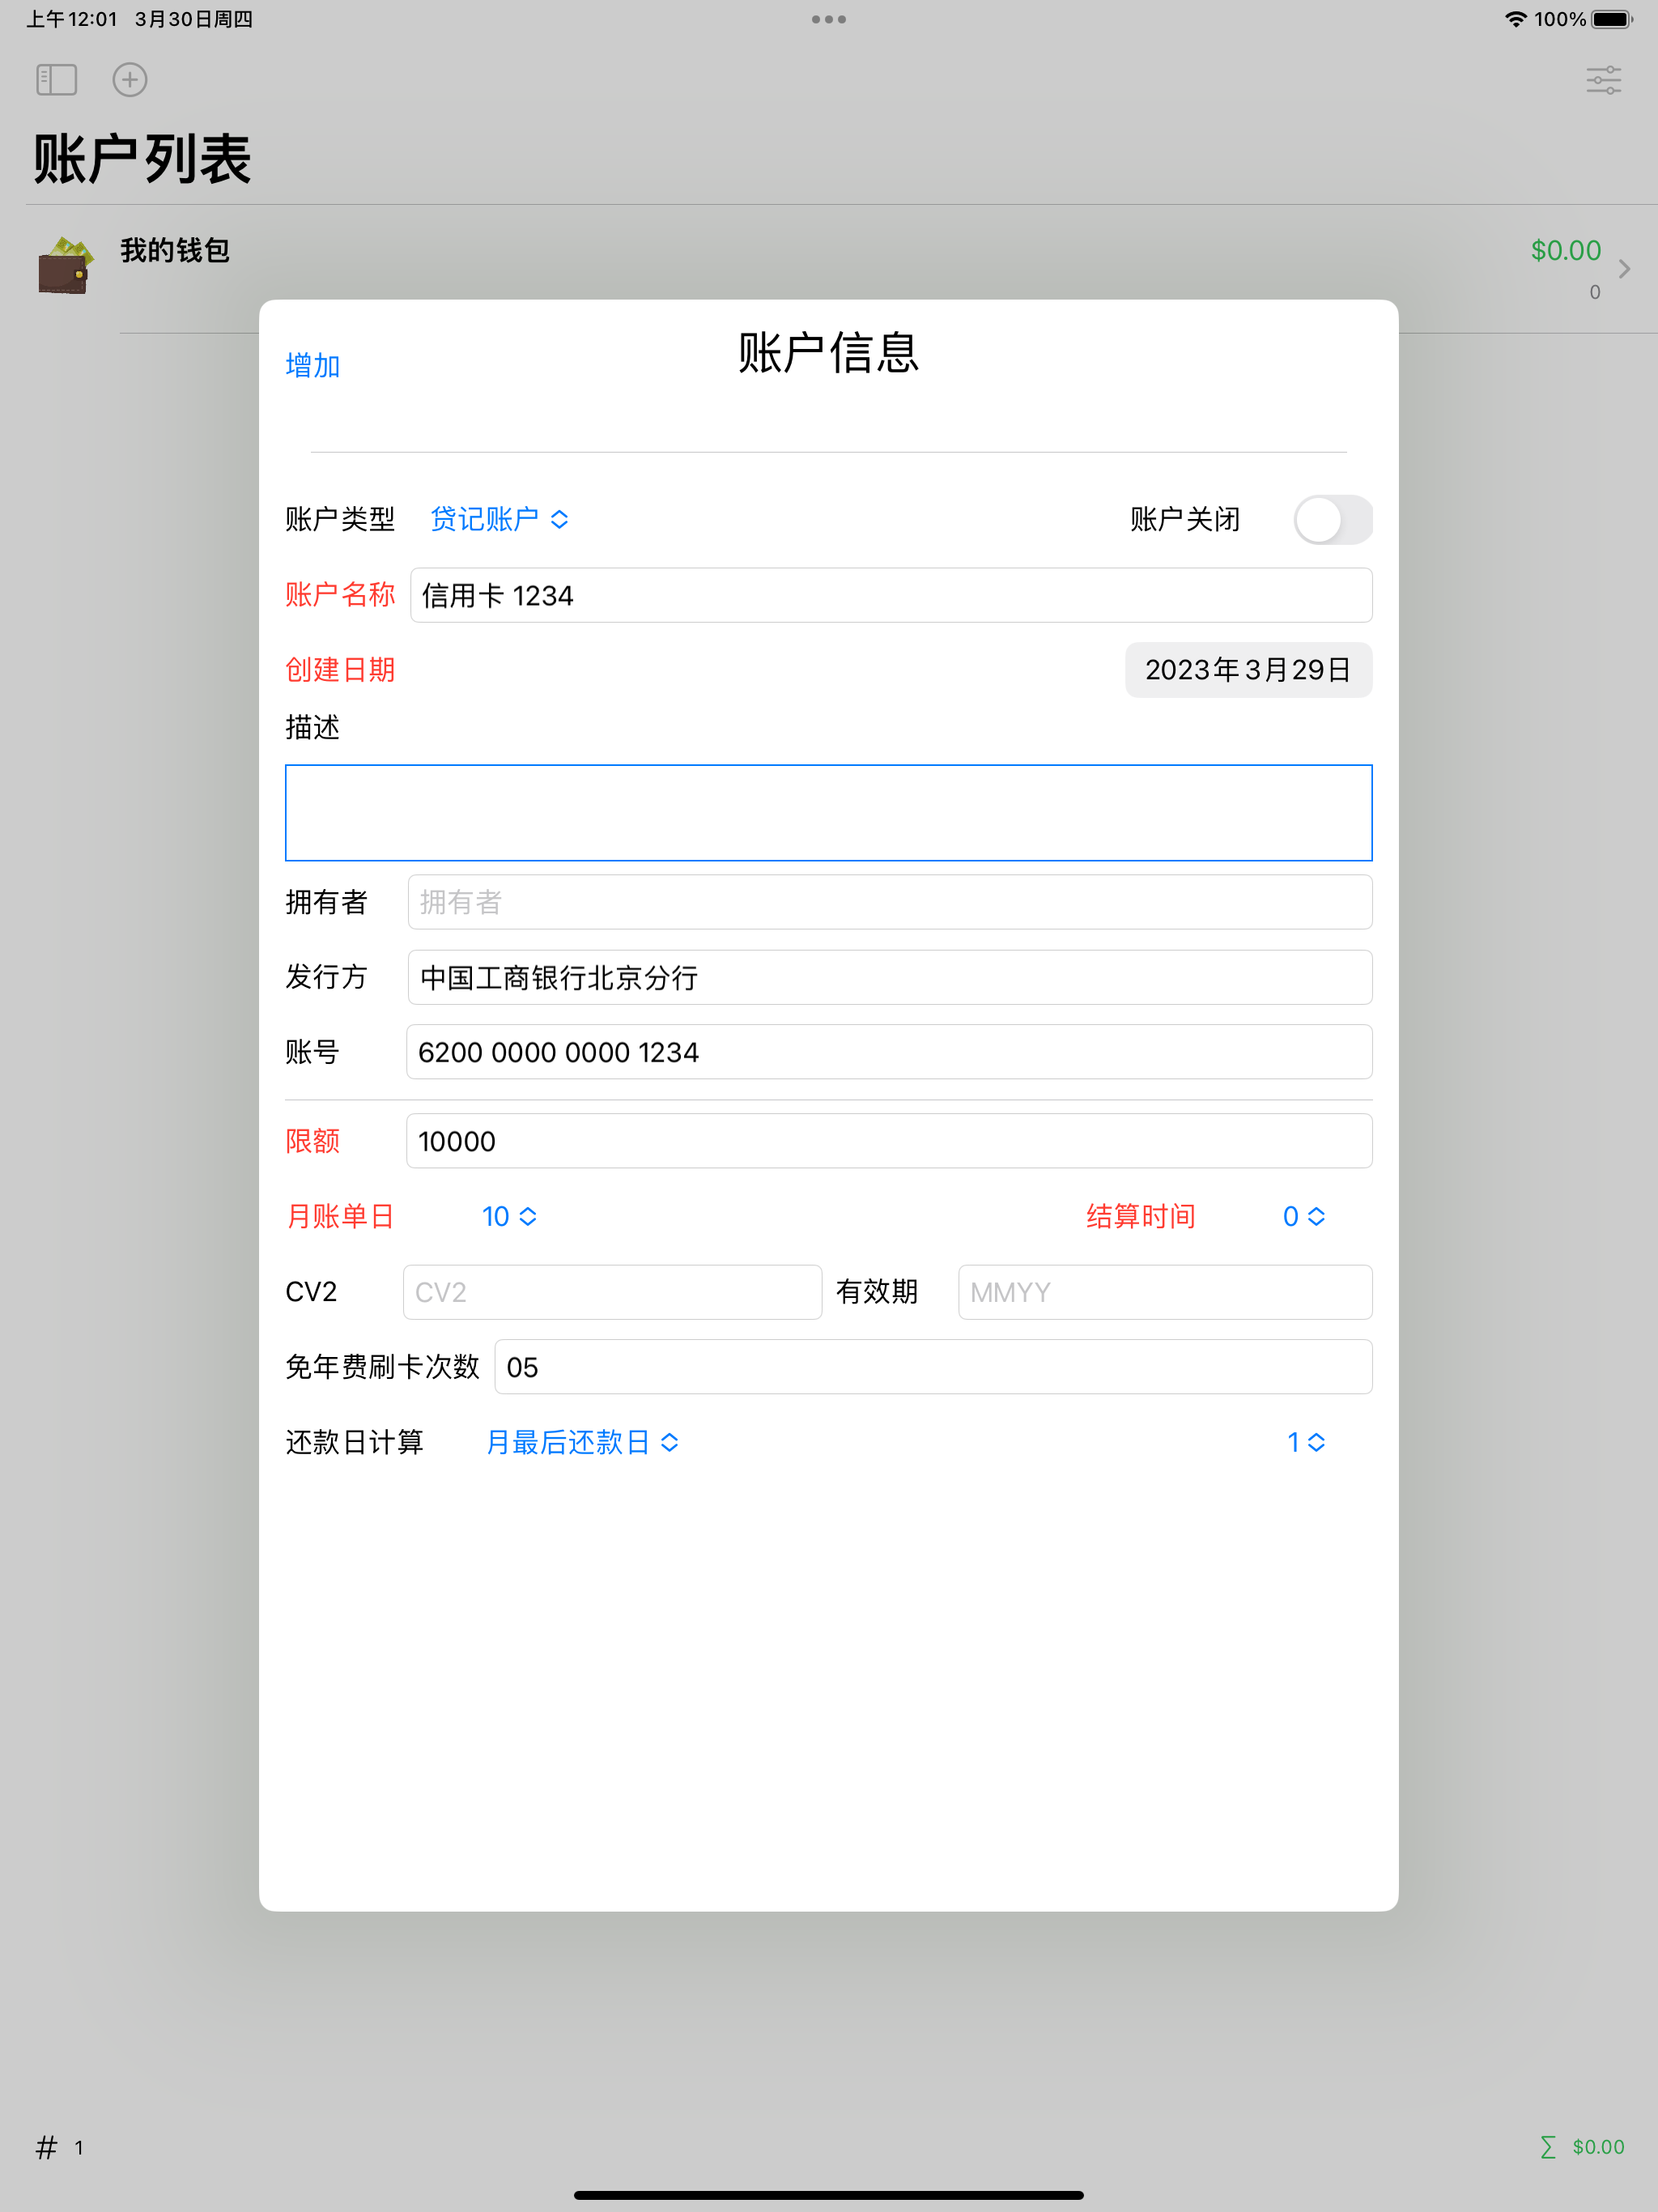 上午12:01 3月30日周四
100%
账户列表
我的钱包
$0.00
0
增加
账户信息
账户类型 贷记账户 账户关闭
账户名称 信用卡 1234
创建日期 2023年3月29日
描述
拥有者 拥有者
发行方 中国工商银行北京分行
账号 6200 0000 0000 1234
限额 10000
月账单日 10 结算时间 0
CV2 CV2 有效期 MMYY
免年费刷卡次数 05
还款日计算 月最后还款日 1
# 1
Σ $0.00